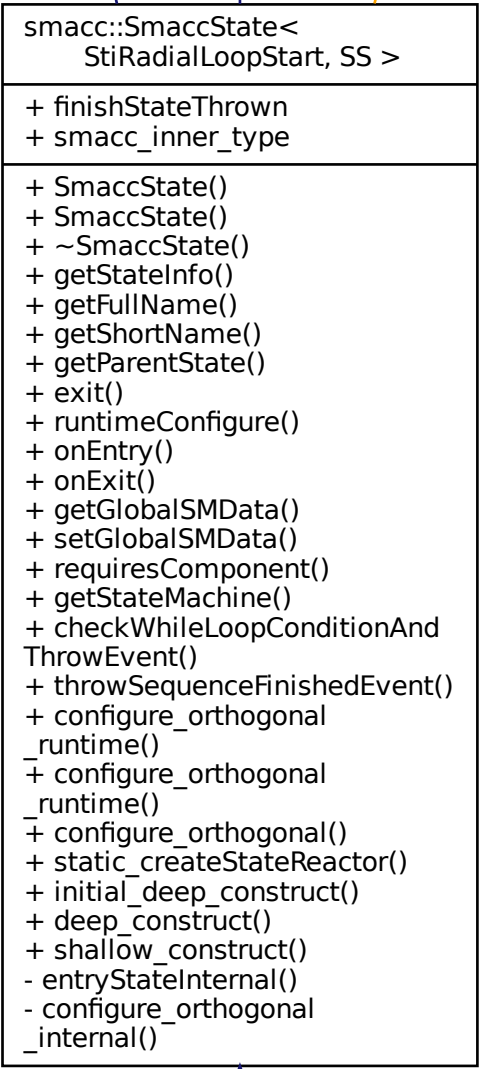 smacc::SmaccState<
StiRadialLoopStart, SS >
+ finishStateThrown
+ smacc_inner_type
+ SmaccState()
+ SmaccState()
+ ~SmaccState()
+ getStateInfo()
+ getFullName()
+ getShortName()
+ getParentState()
+ exit()
+ runtimeConfigure()
+ onEntry()
+ onExit()
+ getGlobalSMData()
+ setGlobalSMData()
+ requiresComponent()
+ getStateMachine()
+ checkWhileLoopConditionAnd
ThrowEvent()
+ throwSequenceFinishedEvent()
+ configure_orthogonal
_runtime()
+ configure_orthogonal
_runtime()
+ configure_orthogonal()
+ static_createStateReactor()
+ initial_deep_construct()
+ deep_construct()
+ shallow_construct()
- entryStateInternal()
- configure_orthogonal
_internal()